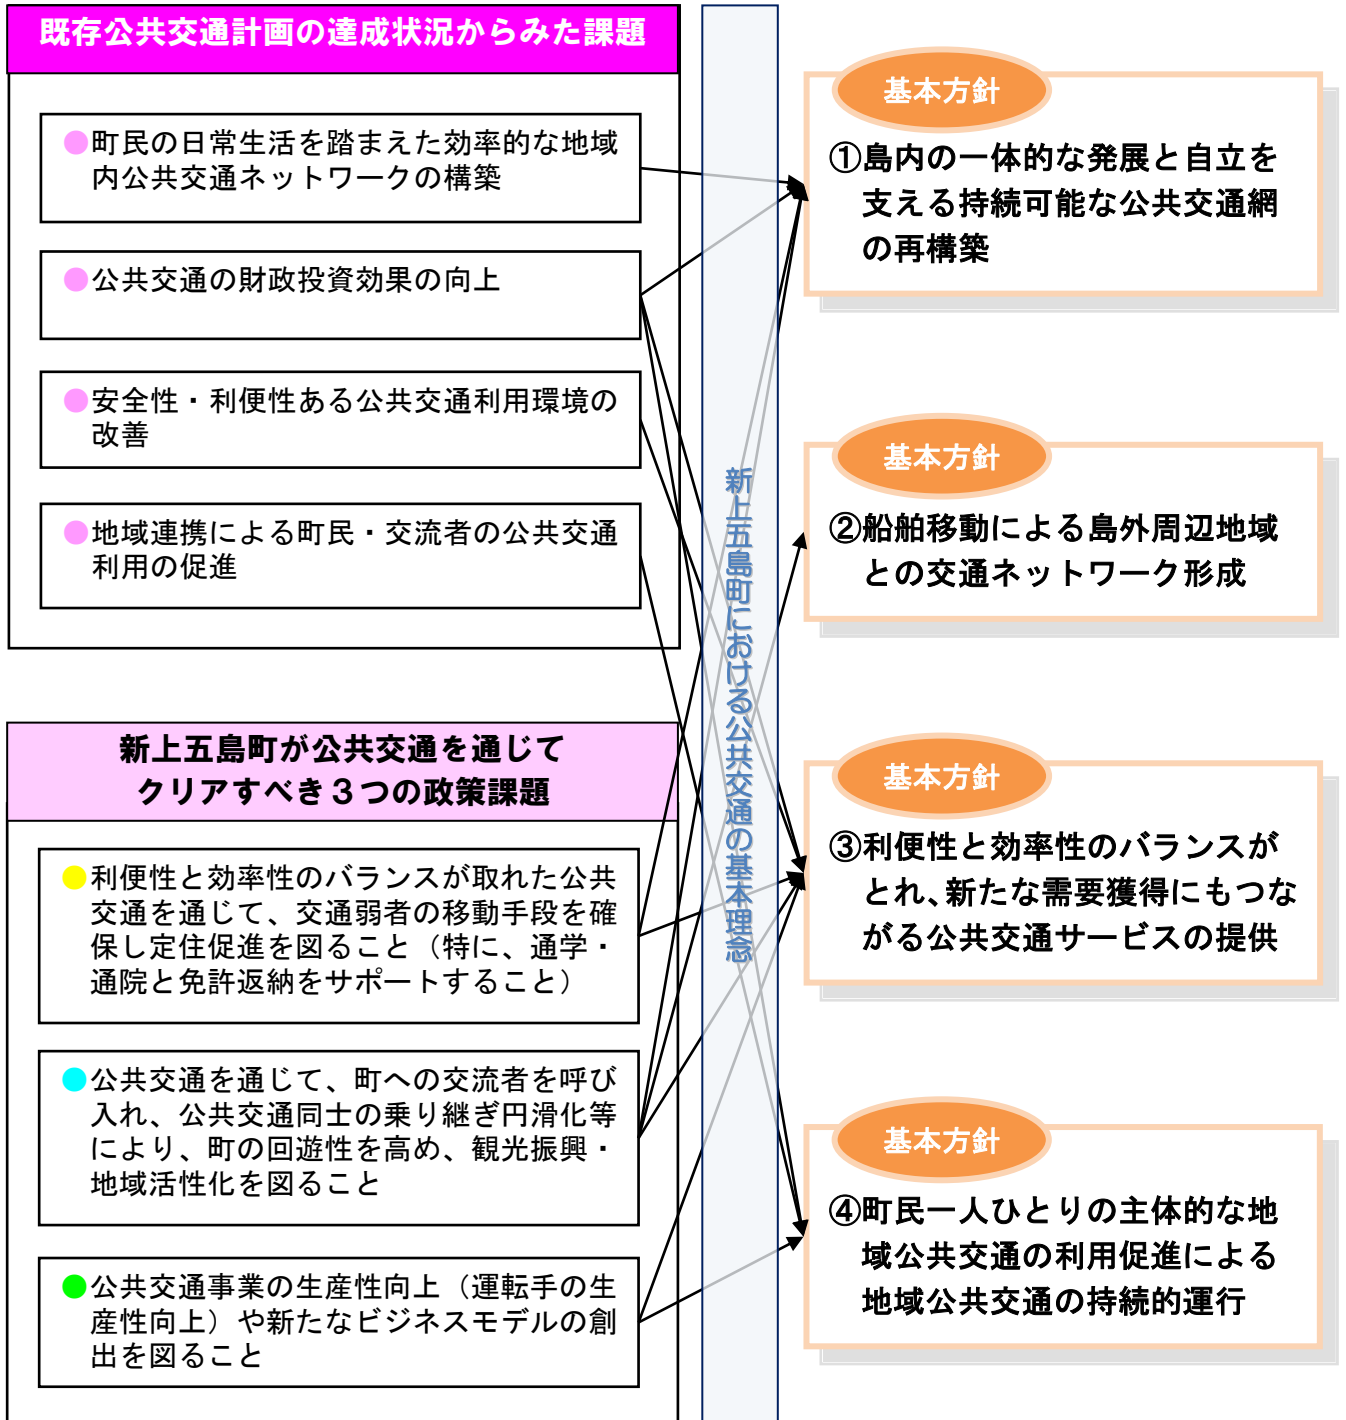 既存公共交通計画の達成状況からみた課題
●町民の日常生活を踏まえた効率的な地域
内公共交通ネットワークの構築
●公共交通の財政投資効果の向上
●安全性・利便性ある公共交通利用環境の
改善
●地域連携による町民・交流者の公共交通
利用の促進
新上五島町が公共交通を通じて
クリアすべき３つの政策課題
●利便性と効率性のバランスが取れた公共
交通を通じて、交通弱者の移動手段を確
保し定住促進を図ること（特に、通学・
通院と免許返納をサポートすること）
●公共交通を通じて、町への交流者を呼び
入れ、公共交通同士の乗り継ぎ円滑化等
により、町の回遊性を高め、観光振興・
地域活性化を図ること
●公共交通事業の生産性向上（運転手の生
産性向上）や新たなビジネスモデルの創
出を図ること
新上五島町における公共交通の基本理念
基本方針
①島内の一体的な発展と自立を
支える持続可能な公共交通網
の再構築
基本方針
②船舶移動による島外周辺地域
との交通ネットワーク形成
基本方針
③利便性と効率性のバランスが
とれ、新たな需要獲得にもつな
がる公共交通サービスの提供
基本方針
④町民一人ひとりの主体的な地
域公共交通の利用促進による
地域公共交通の持続的運行